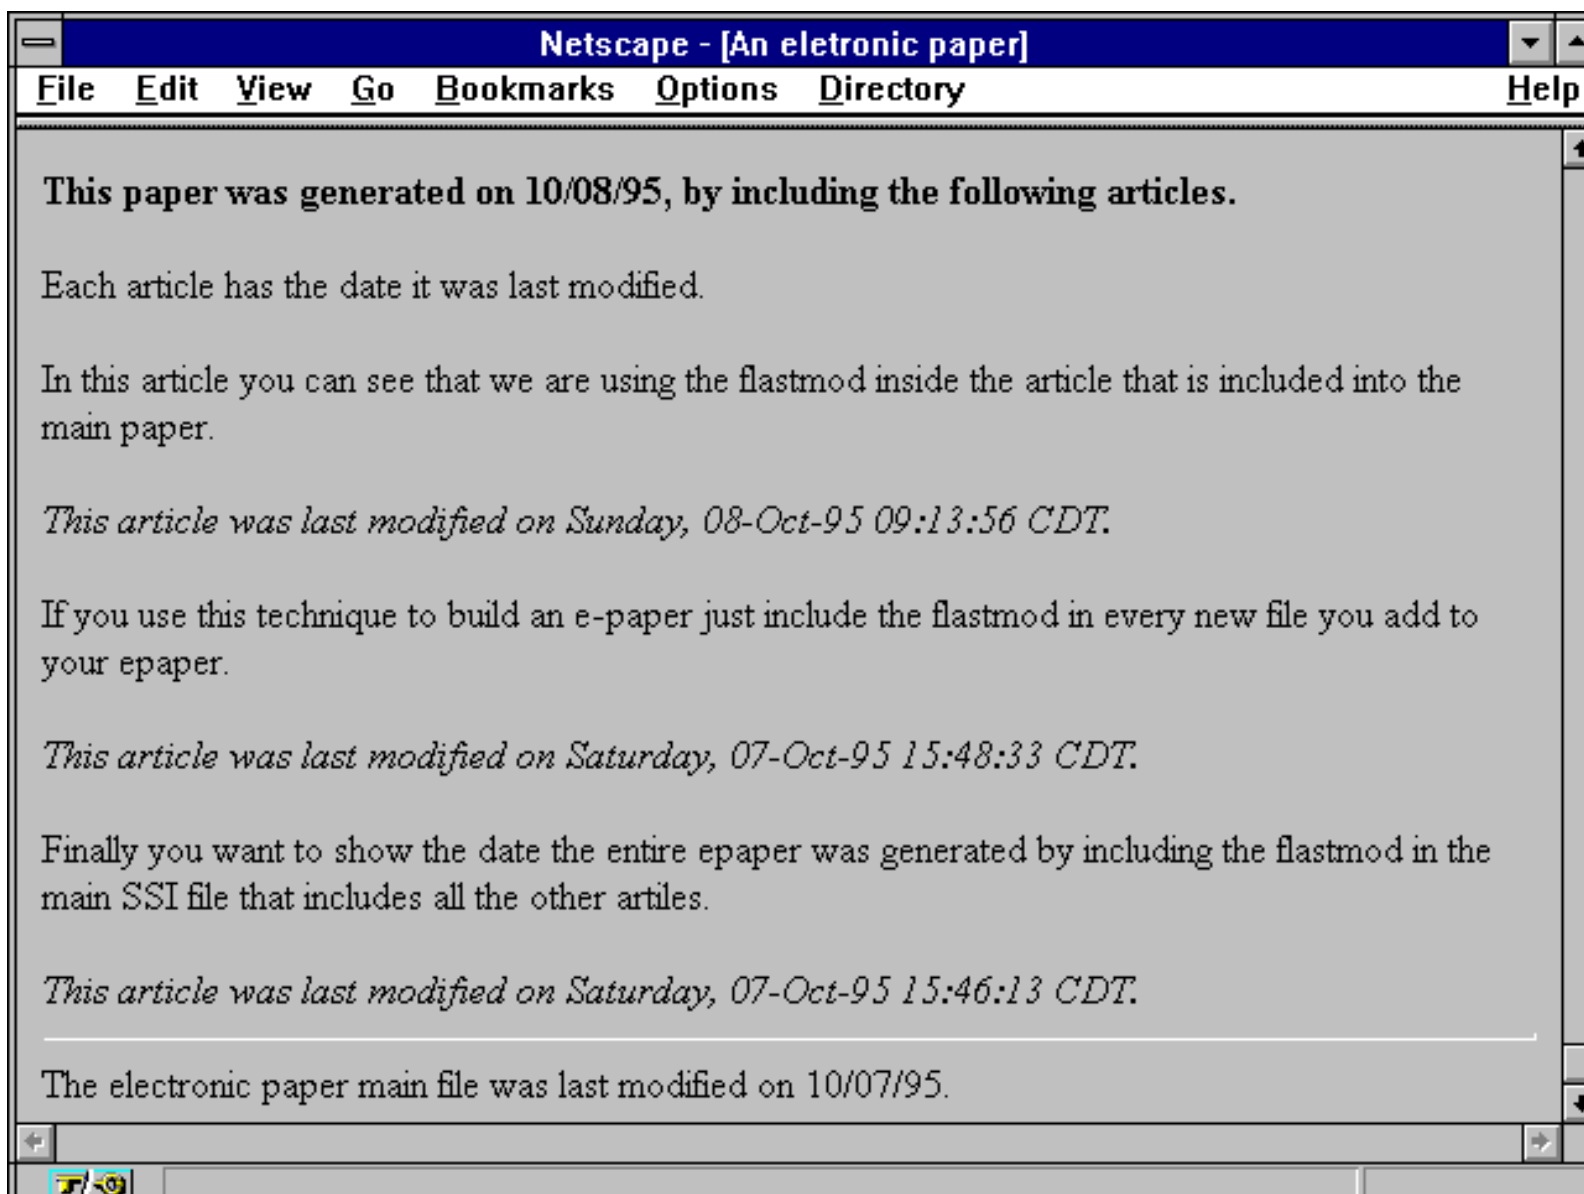 Netscape - [An eletronic paper]
File Edit View Go Bookmarks Options Directory Help
This paper was generated on 10/08/95, by including the following articles.
Each article has the date it was last modified.
In this article you can see that we are using the flastmod inside the article that is included into the
main paper.
This article was last modified on Sunday, 08-Oct-95 09:13:56 CDT.
If you use this technique to build an e-paper just include the flastmod in every new file you add to
your epaper.
This article was last modified on Saturday, 07-Oct-95 15:48:33 CDT.
Finally you want to show the date the entire epaper was generated by including the flastmod in the
main SSI file that includes all the other artiles.
This article was last modified on Saturday, 07-Oct-95 15:46:13 CDT.
The electronic paper main file was last modified on 10/07/95.